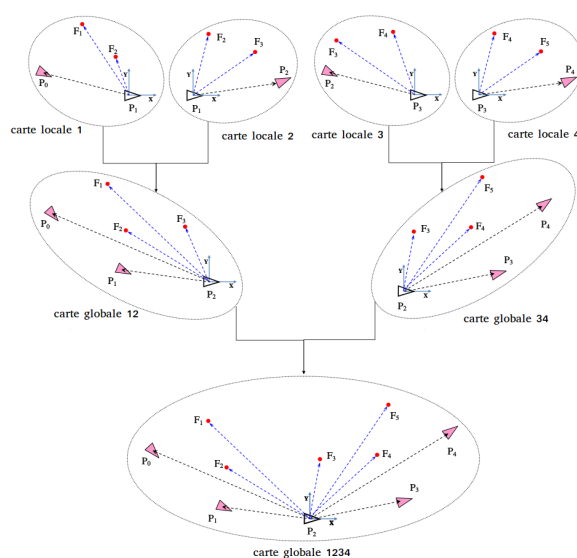 F1
F2
Y
P0
P1
X
carte locale 1
F2
F3
Y
P2
P1
X
carte locale 2
F3
F4
Y
P2
P3
X
carte locale 3
F4
F5
Y
P4
P3
X
carte locale 4
F1
P0
F2
F3
Y
P1
P2
X
carte globale 12
F5
P4
F3
F4
Y
P3
P2
X
carte globale 34
F1
F5
P0
F2
F3
F4
P4
Y
P1
P3
P2
X
carte globale 1234